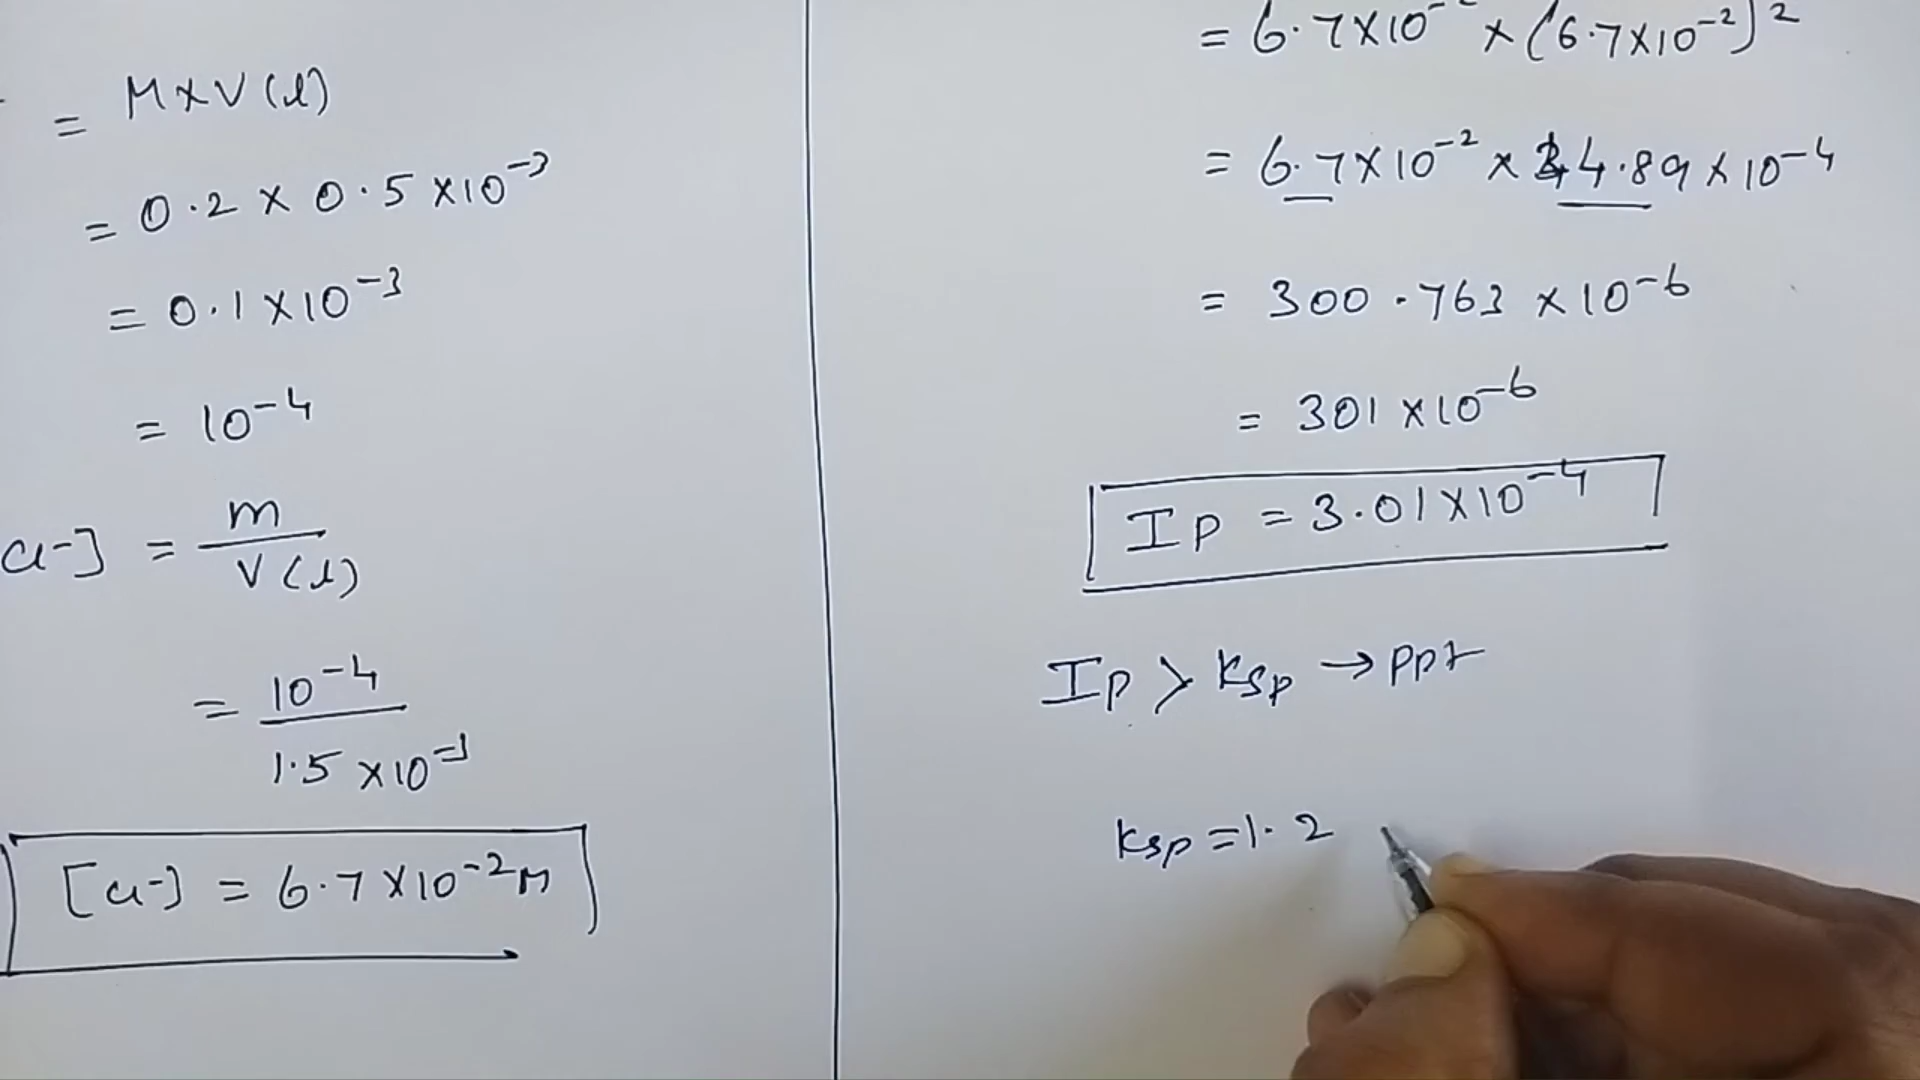 = M × V (l)
= 0.2 × 0.5 × 10⁻³
= 0.1 × 10⁻³
= 10⁻⁴
Cl⁻] = m / V (l)
= 10⁻⁴ / 1.5 × 10⁻³
[Cl⁻] = 6.7 × 10⁻² M
= 6.7 × 10⁻² × (6.7 × 10⁻²)²
= 6.7 × 10⁻² × 44.89 × 10⁻⁴
= 300.763 × 10⁻⁶
= 301 × 10⁻⁶
Ip = 3.01 × 10⁻⁴
Ip > Ksp → ppt
Ksp = 1.2